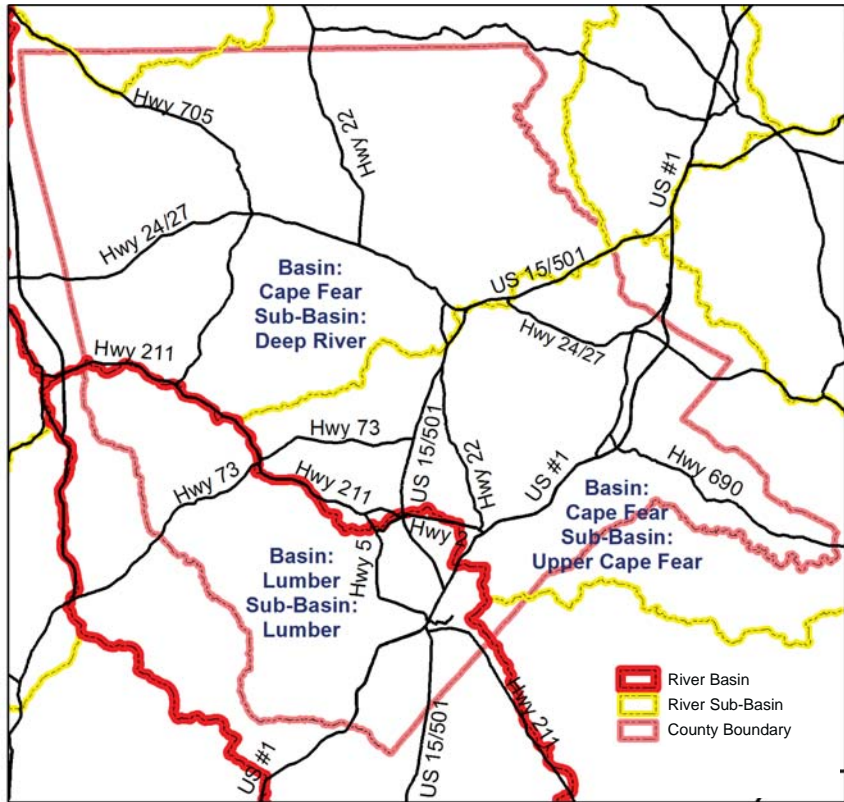 Hwy 705
Hwy 22
US #1
Hwy 24/27
US 15/501
Basin:
Cape Fear
Sub-Basin:
Deep River
Hwy 24/27
Hwy 211
Hwy 73
US 15/501
Hwy 22
US #1
Hwy 73
Hwy 211
Hwy 690
Basin:
Cape Fear
Sub-Basin:
Upper Cape Fear
Hwy 2
Hwy 5
Basin:
Lumber
Sub-Basin:
Lumber
River Basin
River Sub-Basin
County Boundary
Hwy 211
US 15/501
US #1